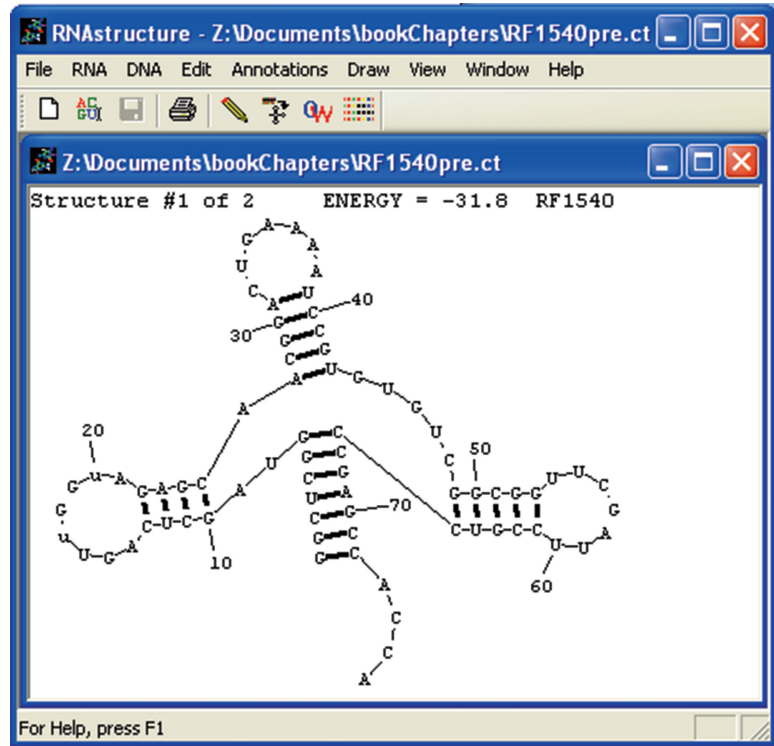 RNAstructure - Z:\Documents\bookChapters\RF1540pre.ct
File RNA DNA Edit Annotations Draw View Window Help
Z:\Documents\bookChapters\RF1540pre.ct
Structure #1 of 2 ENERGY = -31.8 RF1540
GGCUCGGUAGCUCAGUuGGuAGAGCAACGGACUGAAAAUCCGUGUGUCGGCGGUUCGAUUCCGUCCCGAGCCACCA
10
20
30
40
50
60
70
For Help, press F1